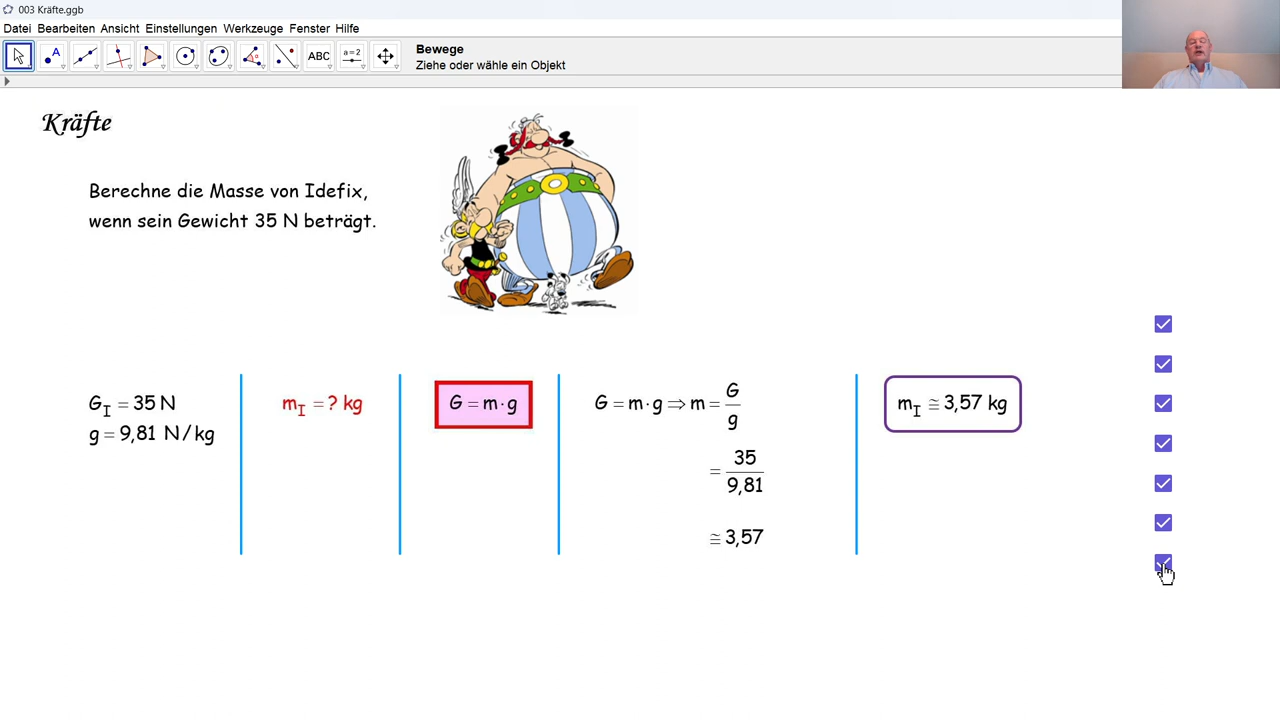 003 Kräfte.ggb
Datei Bearbeiten Ansicht Einstellungen Werkzeuge Fenster Hilfe
A
ABC
a=2
Bewege
Ziehe oder wähle ein Objekt
Kräfte
Berechne die Masse von Idefix,
wenn sein Gewicht 35 N beträgt.
G_I = 35 N
g = 9,81 N/kg
m_I = ? kg
G = m·g
G = m·g ⇒ m = G/g
= 35/9,81
≅ 3,57
m_I ≅ 3,57 kg